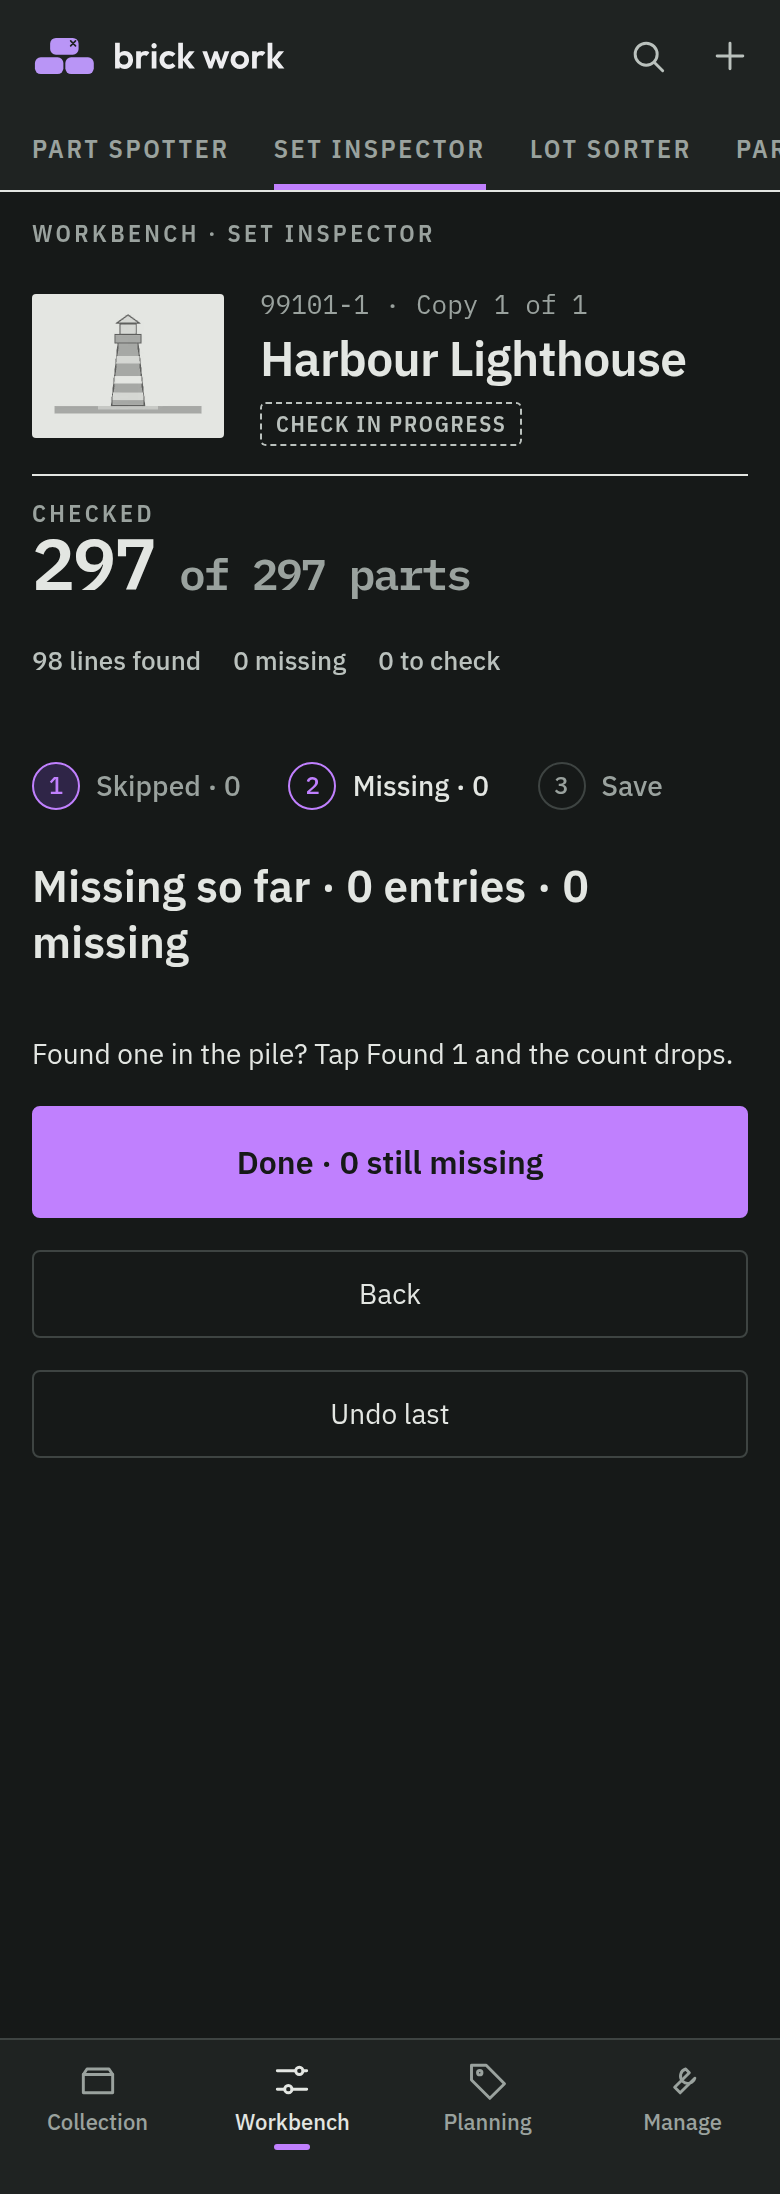 brick work
PART SPOTTER SET INSPECTOR LOT SORTER PAR
WORKBENCH · SET INSPECTOR
99101-1 · Copy 1 of 1
Harbour Lighthouse
CHECK IN PROGRESS
CHECKED
297 of 297 parts
98 lines found 0 missing 0 to check
1 Skipped · 0 2 Missing · 0 3 Save
Missing so far · 0 entries · 0
missing
Found one in the pile? Tap Found 1 and the count drops.
Done · 0 still missing
Back
Undo last
Collection Workbench Planning Manage